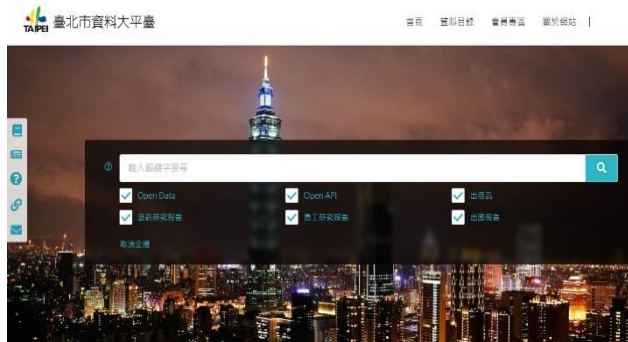 TAIPEI 臺北市資料大平臺
首頁 資料目錄 會員專區 關於網站
輸入關鍵字搜尋
Open Data Open API 出版品
委託研究報告 員工研究報告 出國報告
取消全選